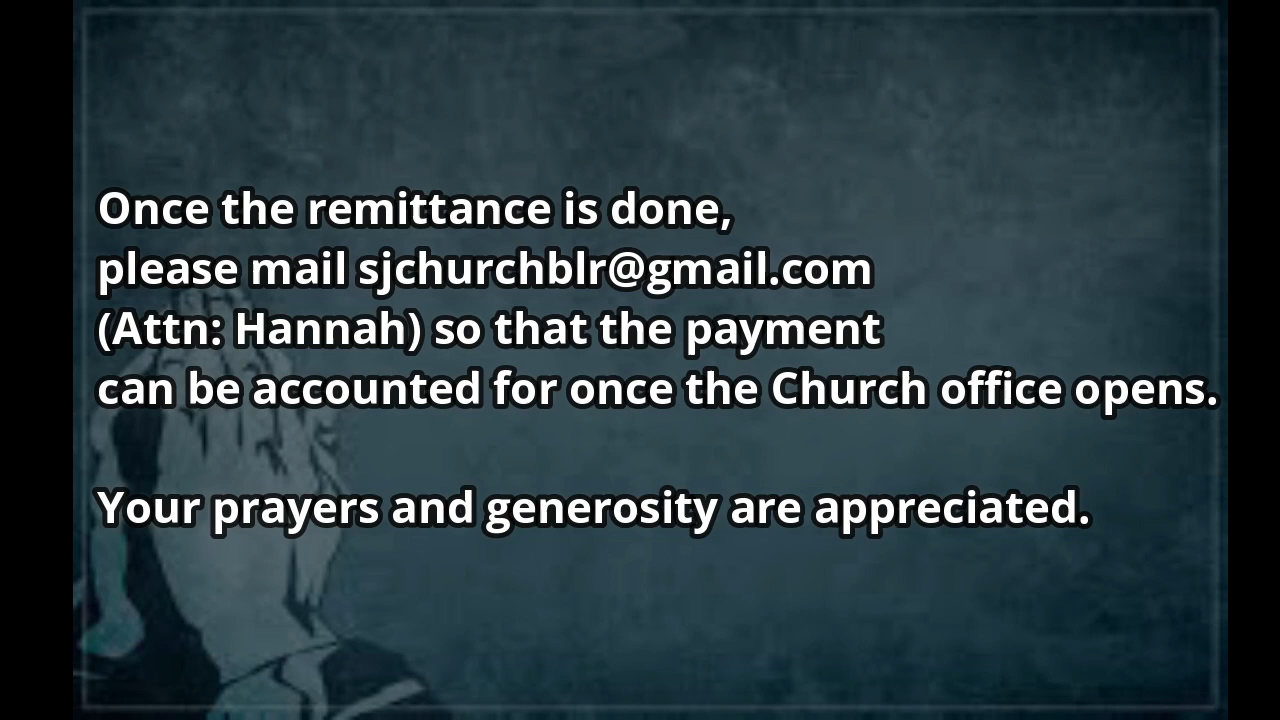 Once the remittance is done,
please mail sjchurchblr@gmail.com
(Attn: Hannah) so that the payment
can be accounted for once the Church office opens.
Your prayers and generosity are appreciated.